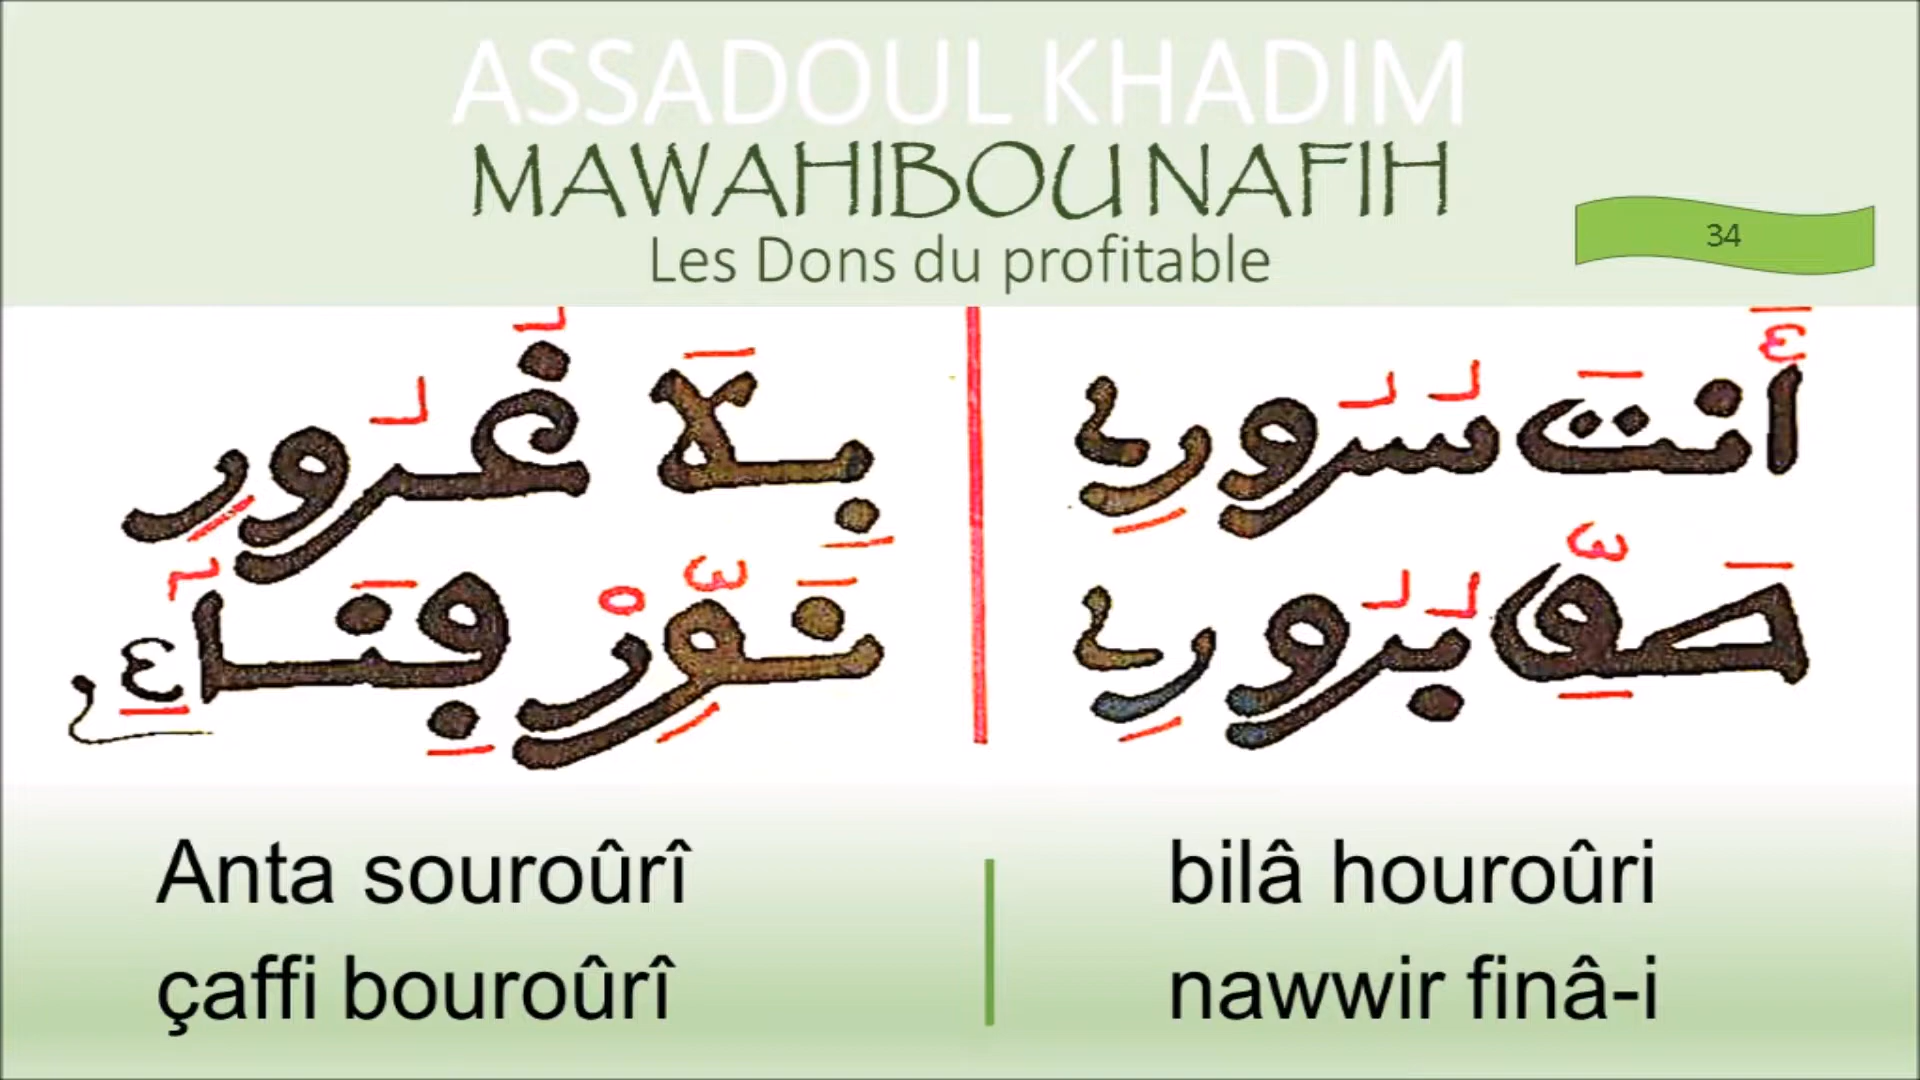 ASSADOUL KHADIM
MAWAHIBOU NAFIH
Les Dons du profitable
34
أَنتَ سُرُورِے بِلَا غُرُورِ
صَفِّ بُرُورِے نَوِّرْ فِنَاءِ
Anta souroûrî bilâ houroûri
çaffi bouroûrî nawwir finâ-i